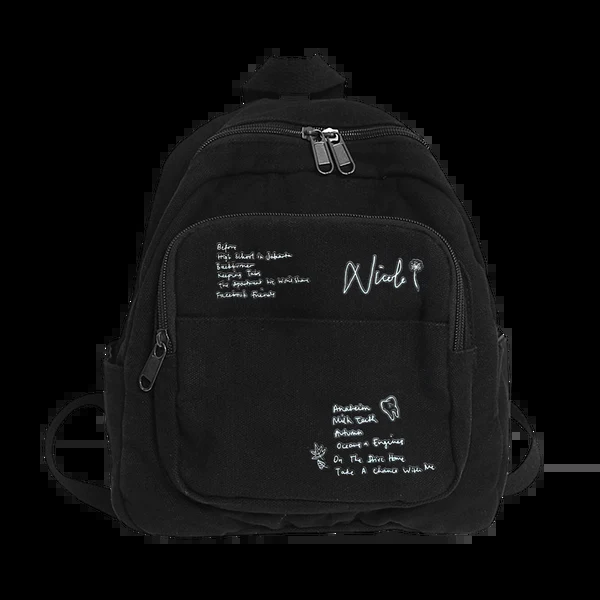 Before
High School in Jakarta
Backburner
Keeping Tabs
The Apartment We Won't Share
Facebook Friends
Nicole
Anaheim
Milk Teeth
Autumn
Oceans & Engines
On The Drive Home
Take A Chance With Me